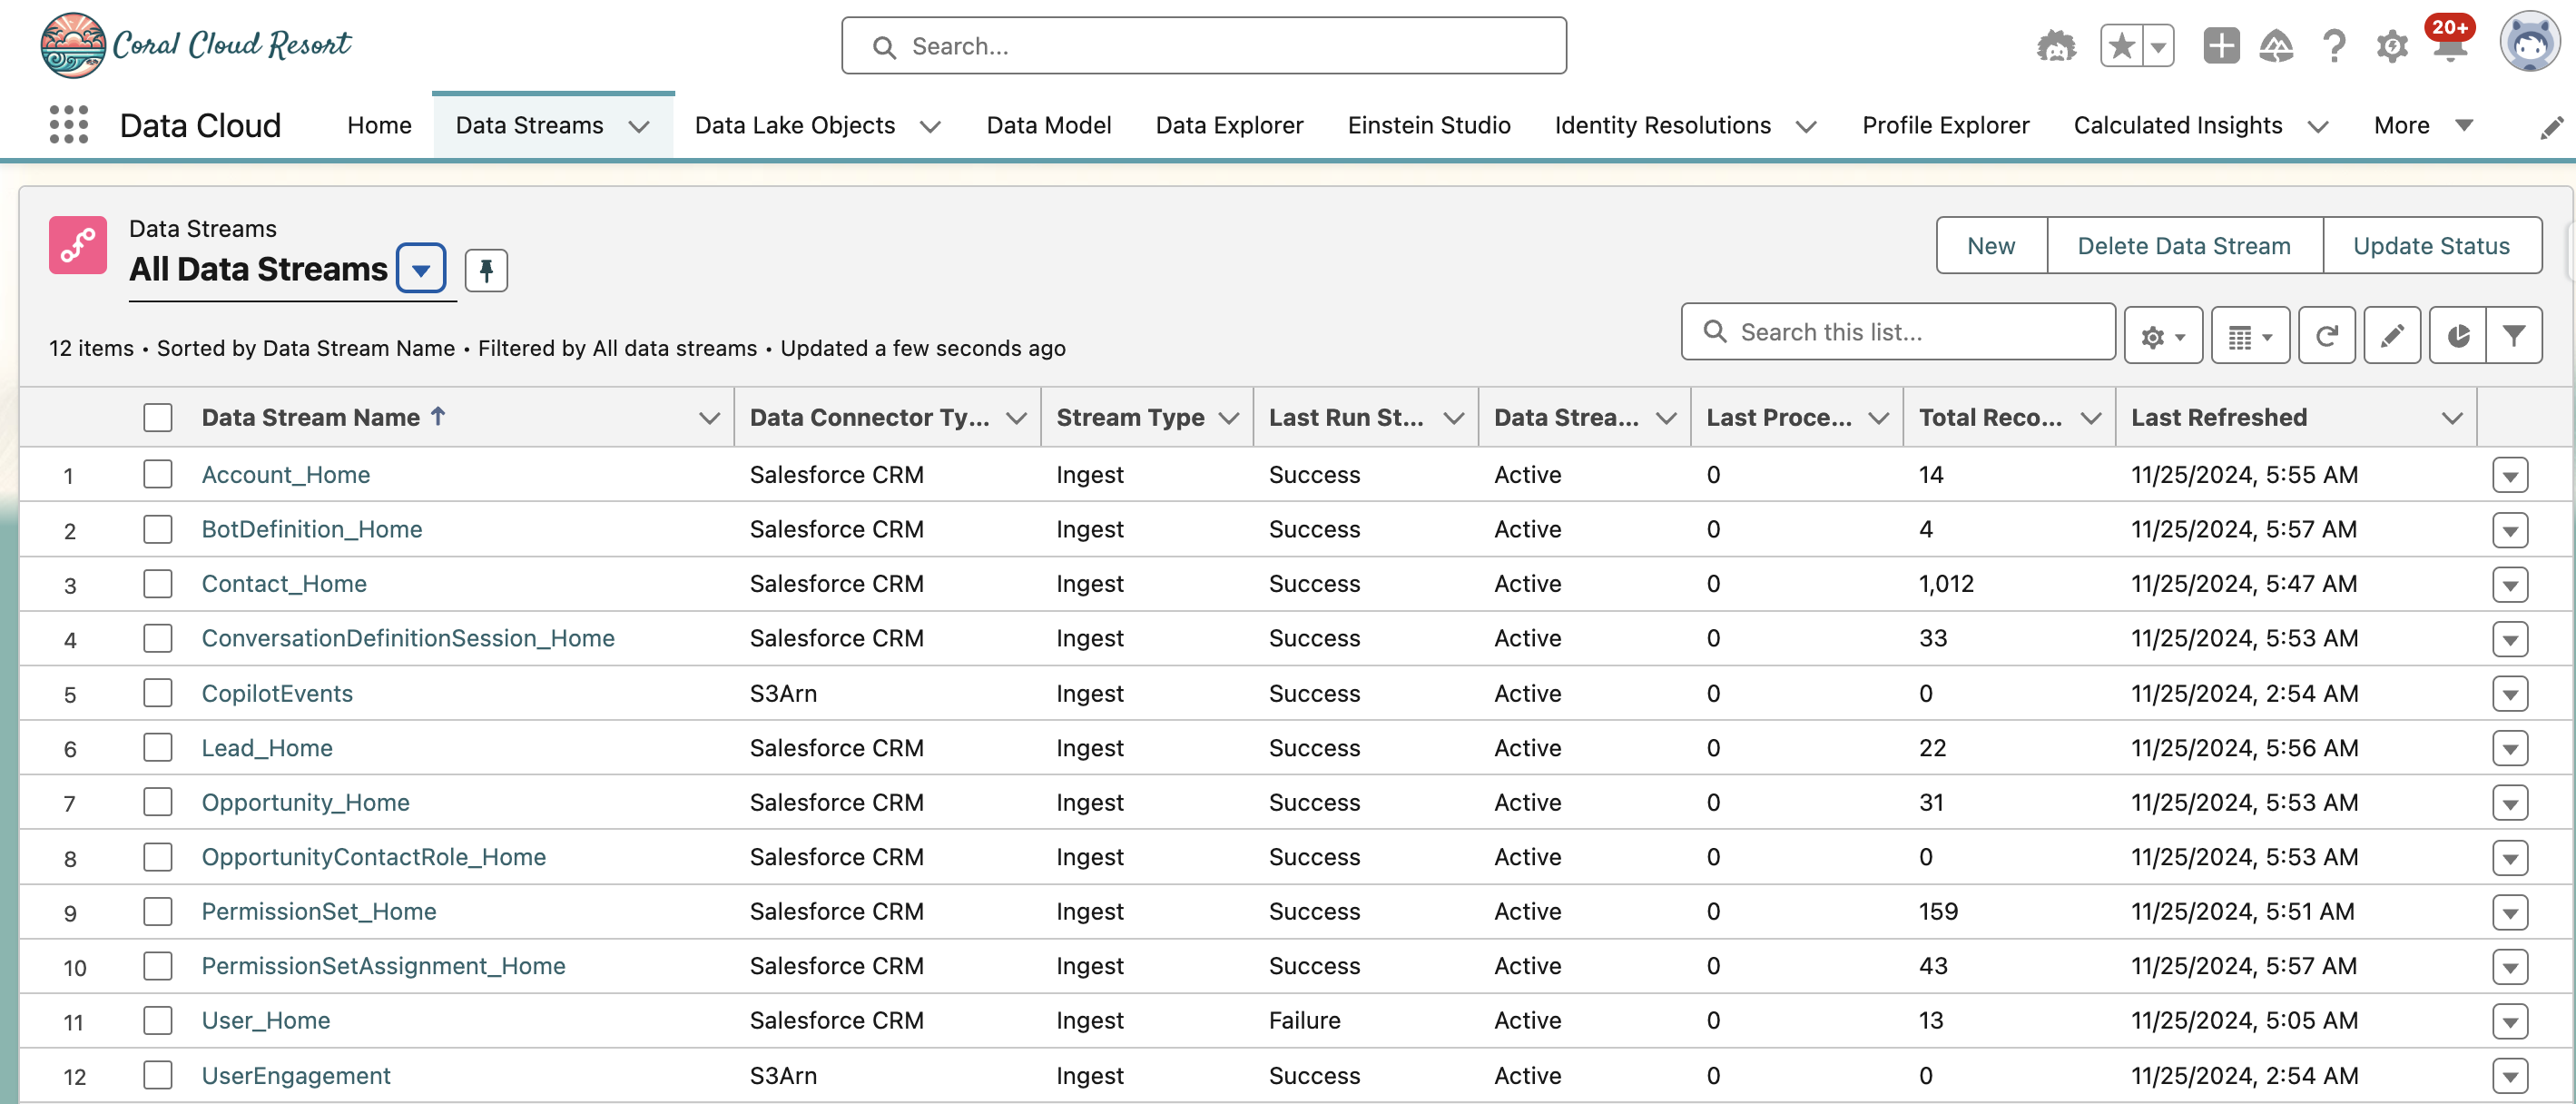 Coral Cloud Resort
Search...
20+
Data Cloud Home Data Streams Data Lake Objects Data Model Data Explorer Einstein Studio Identity Resolutions Profile Explorer Calculated Insights More
Data Streams
All Data Streams
New Delete Data Stream Update Status
12 items • Sorted by Data Stream Name • Filtered by All data streams • Updated a few seconds ago
Search this list...
Data Stream Name ↑ Data Connector Ty... Stream Type Last Run St... Data Strea... Last Proce... Total Reco... Last Refreshed
1 Account_Home Salesforce CRM Ingest Success Active 0 14 11/25/2024, 5:55 AM
2 BotDefinition_Home Salesforce CRM Ingest Success Active 0 4 11/25/2024, 5:57 AM
3 Contact_Home Salesforce CRM Ingest Success Active 0 1,012 11/25/2024, 5:47 AM
4 ConversationDefinitionSession_Home Salesforce CRM Ingest Success Active 0 33 11/25/2024, 5:53 AM
5 CopilotEvents S3Arn Ingest Success Active 0 0 11/25/2024, 2:54 AM
6 Lead_Home Salesforce CRM Ingest Success Active 0 22 11/25/2024, 5:56 AM
7 Opportunity_Home Salesforce CRM Ingest Success Active 0 31 11/25/2024, 5:53 AM
8 OpportunityContactRole_Home Salesforce CRM Ingest Success Active 0 0 11/25/2024, 5:53 AM
9 PermissionSet_Home Salesforce CRM Ingest Success Active 0 159 11/25/2024, 5:51 AM
10 PermissionSetAssignment_Home Salesforce CRM Ingest Success Active 0 43 11/25/2024, 5:57 AM
11 User_Home Salesforce CRM Ingest Failure Active 0 13 11/25/2024, 5:05 AM
12 UserEngagement S3Arn Ingest Success Active 0 0 11/25/2024, 2:54 AM